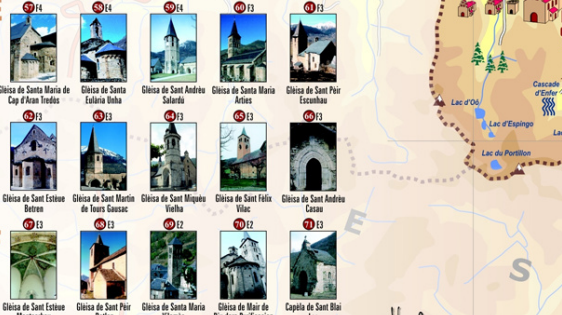 57 F4
58 E4
59 E4
60 F3
61 F3
Glèisa de Santa Maria de
Cap d'Aran Tredòs
Glèisa de Santa
Eulària Unha
Glèisa de Sant Andrèu
Salardú
Glèisa de Santa Maria
Arties
Glèisa de Sant Pèir
Escunhau
62 F3
63 E3
64 F3
65 E3
66 F3
Glèisa de Sant Estèue
Betren
Glèisa de Sant Martin
de Tours Gausac
Glèisa de Sant Miquèu
Vielha
Glèisa de Sant Fèlix
Vilac
Glèisa de Sant Andrèu
Casau
67 E3
68 E3
69 E2
70 E2
71 E3
Glèisa de Sant Estèue
Glèisa de Sant Pèir
Glèisa de Santa Maria
Glèisa de Mair de
Capèla de Sant Blai
Cascade
d'Enfer
Lac d'Oô
Lac d'Espingo
Lac du Portillon
E
S